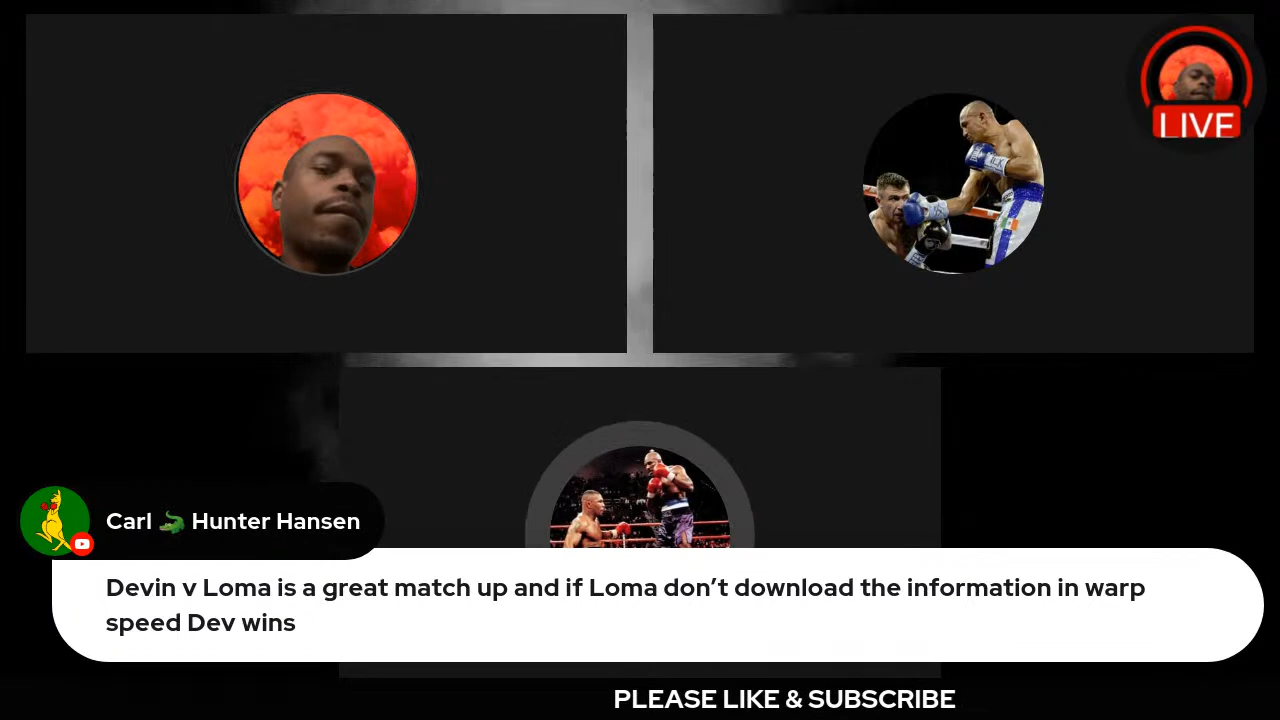 LIVE
Carl 🐊 Hunter Hansen
Devin v Loma is a great match up and if Loma don’t download the information in warp
speed Dev wins
PLEASE LIKE & SUBSCRIBE